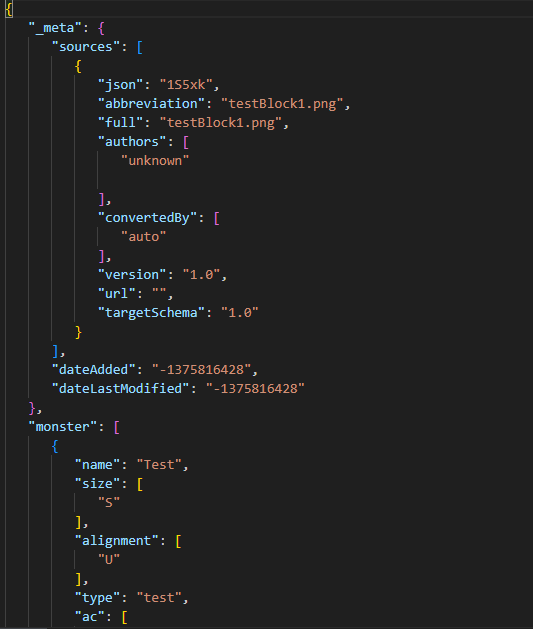 {
"_meta": {
"sources": [
{
"json": "1S5xk",
"abbreviation": "testBlock1.png",
"full": "testBlock1.png",
"authors": [
"unknown"
],
"convertedBy": [
"auto"
],
"version": "1.0",
"url": "",
"targetSchema": "1.0"
}
],
"dateAdded": "-1375816428",
"dateLastModified": "-1375816428"
},
"monster": [
{
"name": "Test",
"size": [
"S"
],
"alignment": [
"U"
],
"type": "test",
"ac": [